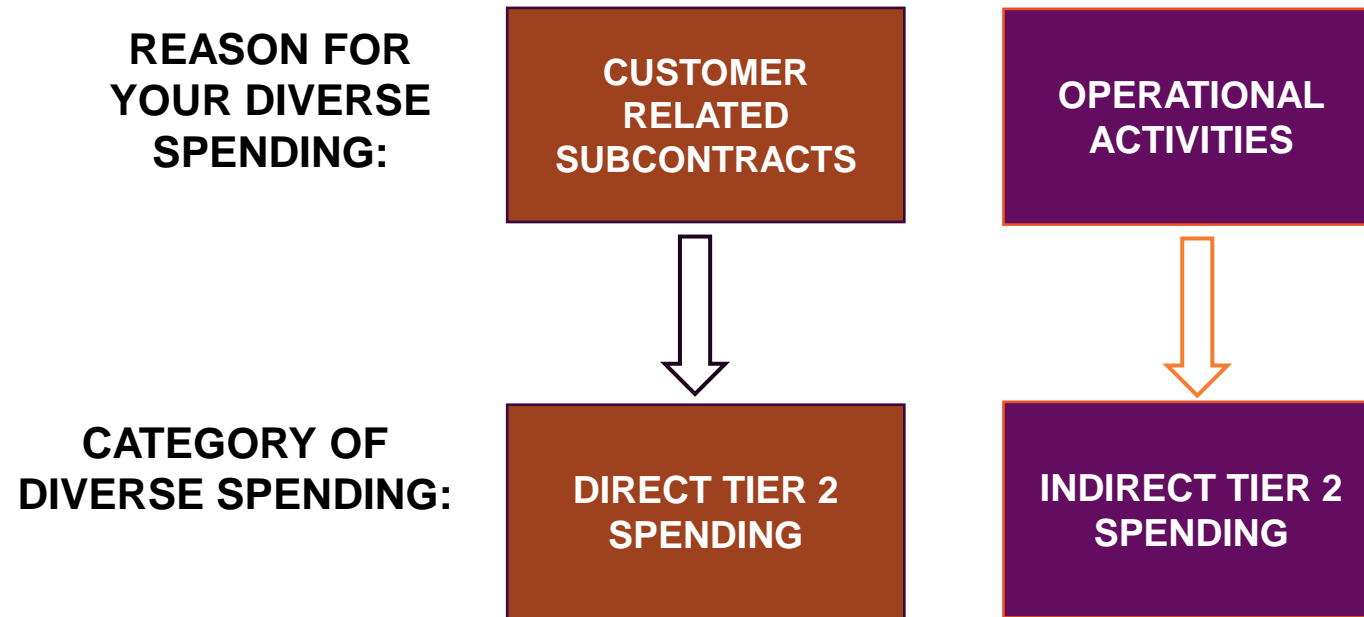 REASON FOR
YOUR DIVERSE
SPENDING:
CUSTOMER
RELATED
SUBCONTRACTS
OPERATIONAL
ACTIVITIES
CATEGORY OF
DIVERSE SPENDING:
DIRECT TIER 2
SPENDING
INDIRECT TIER 2
SPENDING